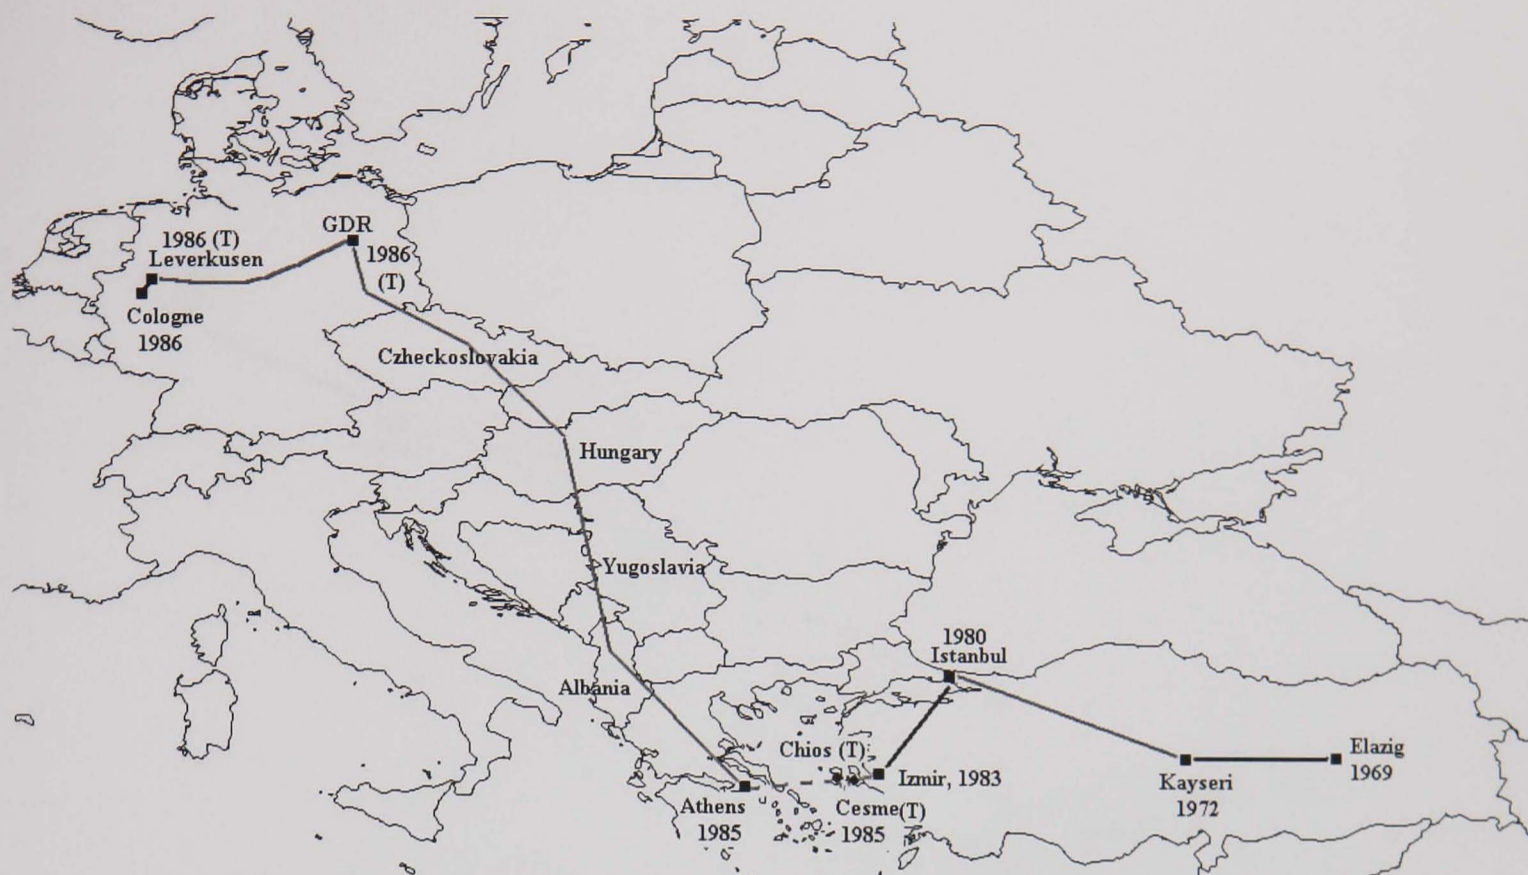 GDR
1986 (T)
Leverkusen
1986
(T)
Cologne
1986
Czheckoslovakia
Hungary
Yugoslavia
1980
Istanbul
Albania
Chios (T)
Elazig
1969
Izmir, 1983
Kayseri
1972
Athens
1985
Cesme(T)
1985